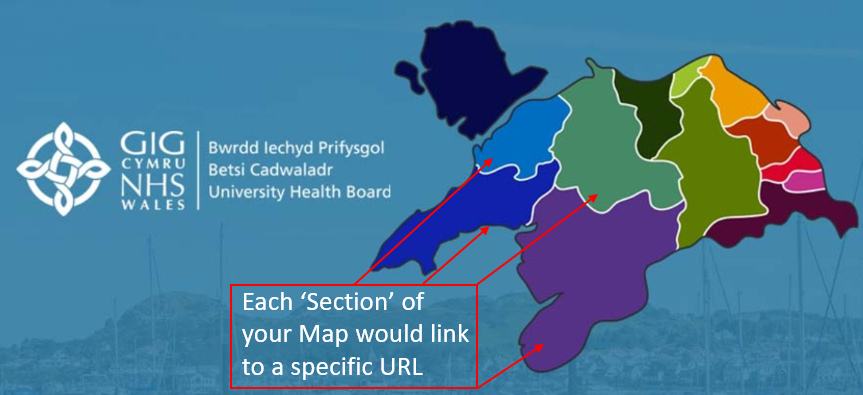 GIG
CYMRU
NHS
WALES
Bwrdd Iechyd Prifysgol
Betsi Cadwaladr
University Health Board
Each ‘Section’ of
your Map would link
to a specific URL